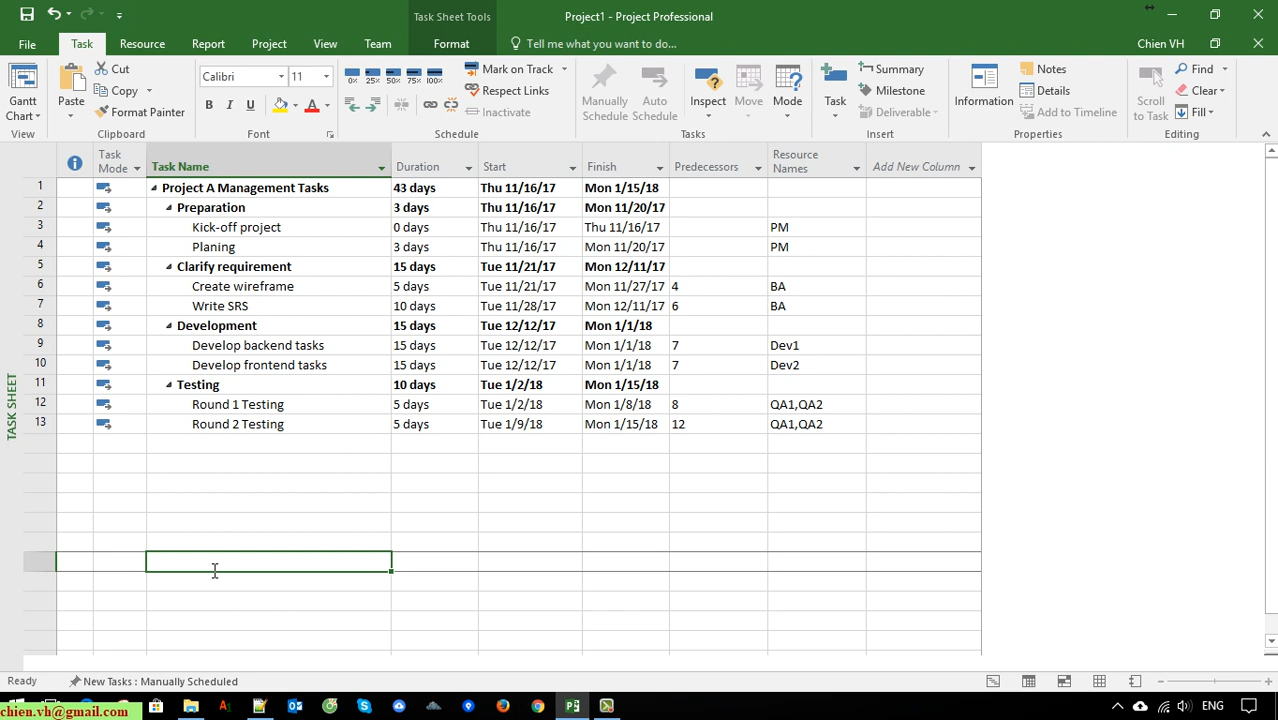 Task Sheet Tools
Project1 - Project Professional
File
Task
Resource
Report
Project
View
Team
Format
Tell me what you want to do...
Chien VH
Gantt
Chart
View
Paste
Cut
Copy
Format Painter
Clipboard
Calibri
11
B
I
U
A
Font
0%
25%
50%
75%
100%
Mark on Track
Respect Links
Inactivate
Schedule
Manually
Schedule
Auto
Schedule
Inspect
Move
Mode
Tasks
Task
Summary
Milestone
Deliverable
Insert
Information
Notes
Details
Add to Timeline
Properties
Scroll
to Task
Find
Clear
Fill
Editing
Task
Mode
Task Name
Duration
Start
Finish
Predecessors
Resource
Names
Add New Column
1 Project A Management Tasks 43 days Thu 11/16/17 Mon 1/15/18
2 Preparation 3 days Thu 11/16/17 Mon 11/20/17
3 Kick-off project 0 days Thu 11/16/17 Thu 11/16/17 PM
4 Planing 3 days Thu 11/16/17 Mon 11/20/17 PM
5 Clarify requirement 15 days Tue 11/21/17 Mon 12/11/17
6 Create wireframe 5 days Tue 11/21/17 Mon 11/27/17 4 BA
7 Write SRS 10 days Tue 11/28/17 Mon 12/11/17 6 BA
8 Development 15 days Tue 12/12/17 Mon 1/1/18
9 Develop backend tasks 15 days Tue 12/12/17 Mon 1/1/18 7 Dev1
10 Develop frontend tasks 15 days Tue 12/12/17 Mon 1/1/18 7 Dev2
11 Testing 10 days Tue 1/2/18 Mon 1/15/18
12 Round 1 Testing 5 days Tue 1/2/18 Mon 1/8/18 8 QA1,QA2
13 Round 2 Testing 5 days Tue 1/9/18 Mon 1/15/18 12 QA1,QA2
TASK SHEET
Ready
New Tasks : Manually Scheduled
chien.vh@gmail.com
ENG